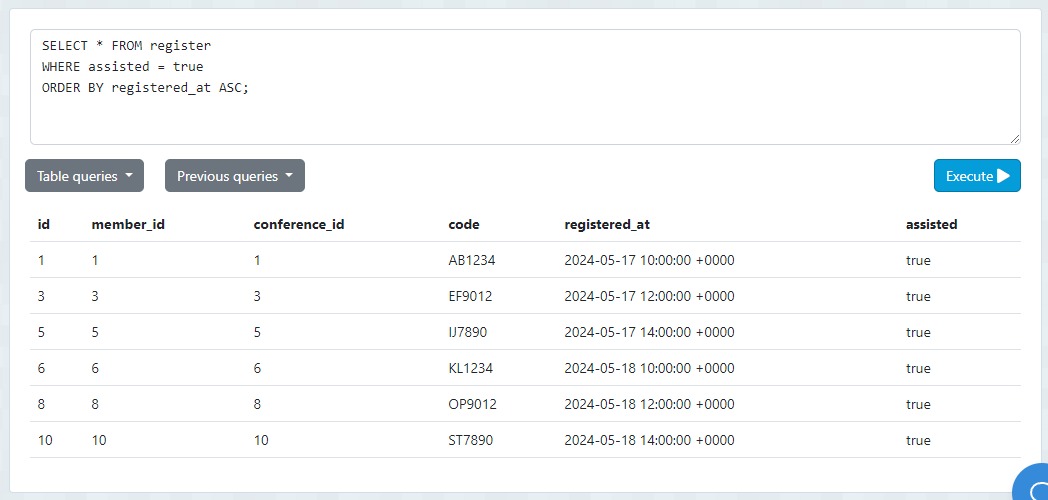 SELECT * FROM register
WHERE assisted = true
ORDER BY registered_at ASC;
Table queries
Previous queries
Execute
id member_id conference_id code registered_at assisted
1 1 1 AB1234 2024-05-17 10:00:00 +0000 true
3 3 3 EF9012 2024-05-17 12:00:00 +0000 true
5 5 5 IJ7890 2024-05-17 14:00:00 +0000 true
6 6 6 KL1234 2024-05-18 10:00:00 +0000 true
8 8 8 OP9012 2024-05-18 12:00:00 +0000 true
10 10 10 ST7890 2024-05-18 14:00:00 +0000 true